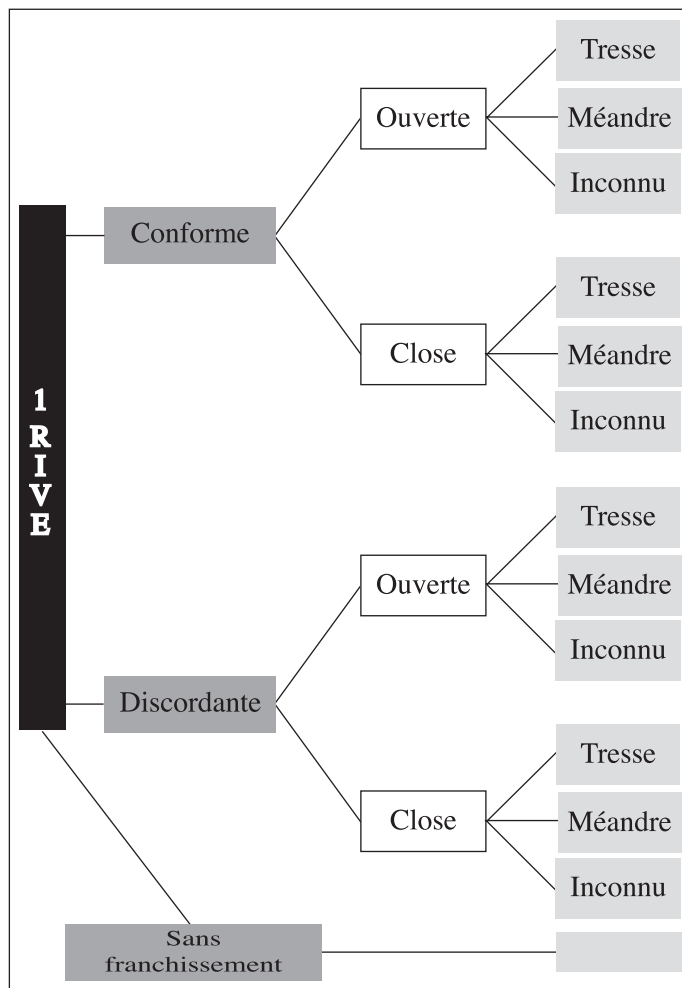 Tresse
Ouverte
Méandre
Inconnu
Conforme
Tresse
Close
Méandre
Inconnu
1 RIVE
Tresse
Ouverte
Méandre
Inconnu
Discordante
Tresse
Close
Méandre
Inconnu
Sans
franchissement